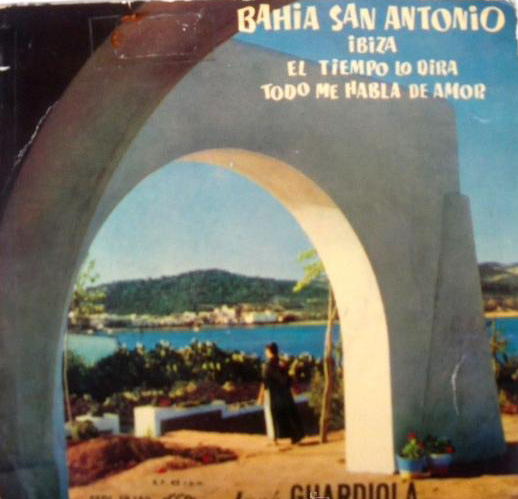 BAHIA SAN ANTONIO
IBIZA
EL TIEMPO LO DIRA
TODO ME HABLA DE AMOR
GUARDIOLA